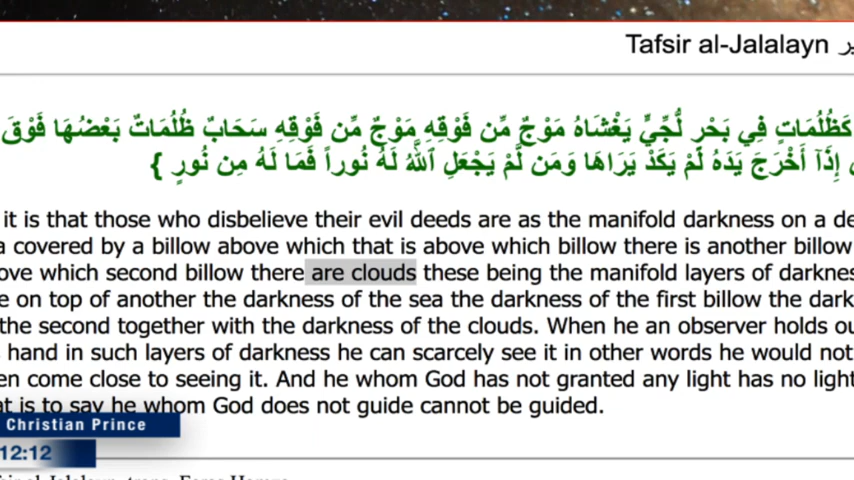 Tafsir al-Jalalayn
كَظُلُمَاتٍ فِي بَحْرٍ لُّجِّيٍّ يَغْشَاهُ مَوْجٌ مِّن فَوْقِهِ مَوْجٌ مِّن فَوْقِهِ سَحَابٌ ظُلُمَاتٌ بَعْضُهَا فَوْقَ
إِذَآ أَخْرَجَ يَدَهُ لَمْ يَكَدْ يَرَاهَا وَمَن لَّمْ يَجْعَلِ ٱللَّهُ لَهُ نُوراً فَمَا لَهُ مِن نُورٍ }
it is that those who disbelieve their evil deeds are as the manifold darkness on a
covered by a billow above which that is above which billow there is another billow
which second billow there are clouds these being the manifold layers of
on top of another the darkness of the sea the darkness of the first billow the
the second together with the darkness of the clouds. When he an observer holds
hand in such layers of darkness he can scarcely see it in other words he would not
come close to seeing it. And he whom God has not granted any light has no light
is to say he whom God does not guide cannot be guided.
Christian Prince
12:12